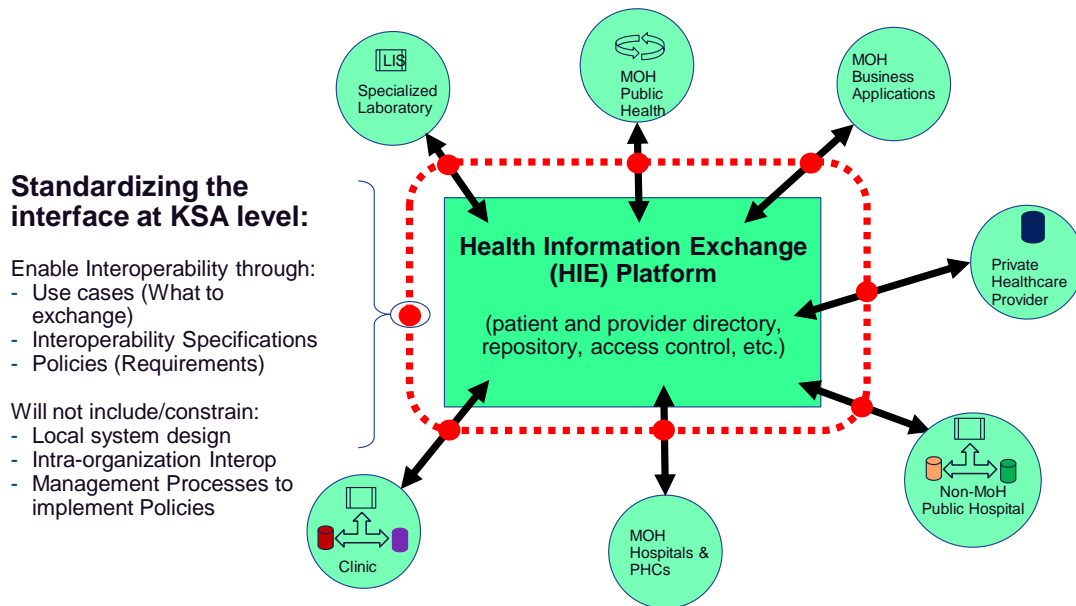 LIS
Specialized
Laboratory
MOH
Public
Health
MOH
Business
Applications
Standardizing the
interface at KSA level:
Enable Interoperability through:
- Use cases (What to
exchange)
- Interoperability Specifications
- Policies (Requirements)
Will not include/constrain:
- Local system design
- Intra-organization Interop
- Management Processes to
implement Policies
Health Information Exchange
(HIE) Platform
(patient and provider directory,
repository, access control, etc.)
Private
Healthcare
Provider
Non-MoH
Public Hospital
MOH
Hospitals &
PHCs
Clinic